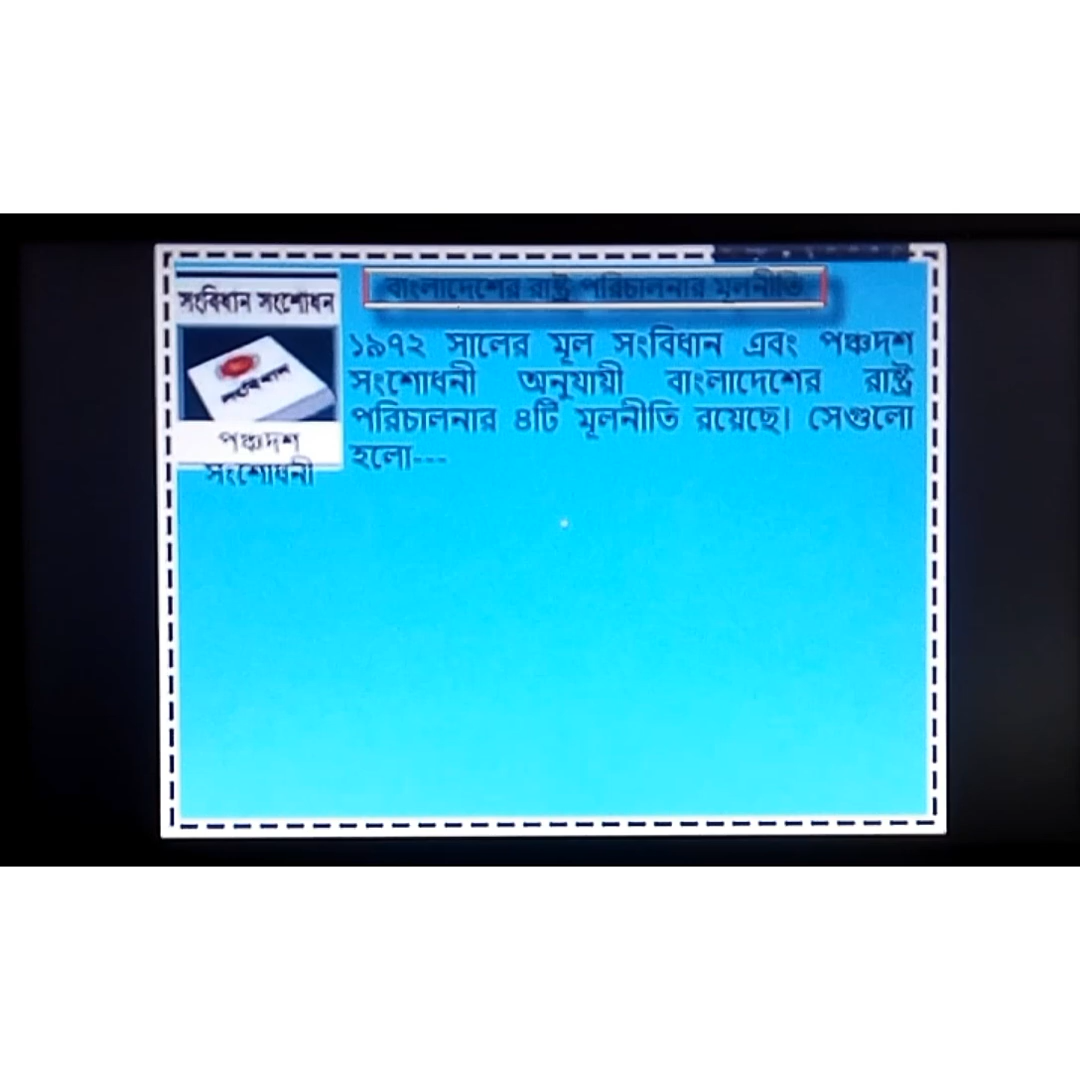 বাংলাদেশের রাষ্ট্র পরিচালনার মূলনীতি
সংবিধান সংশোধন
সংবিধান
পঞ্চদশ
সংশোধনী
১৯৭২ সালের মূল সংবিধান এবং পঞ্চদশ
সংশোধনী অনুযায়ী বাংলাদেশের রাষ্ট্র
পরিচালনার ৪টি মূলনীতি রয়েছে। সেগুলো
হলো---